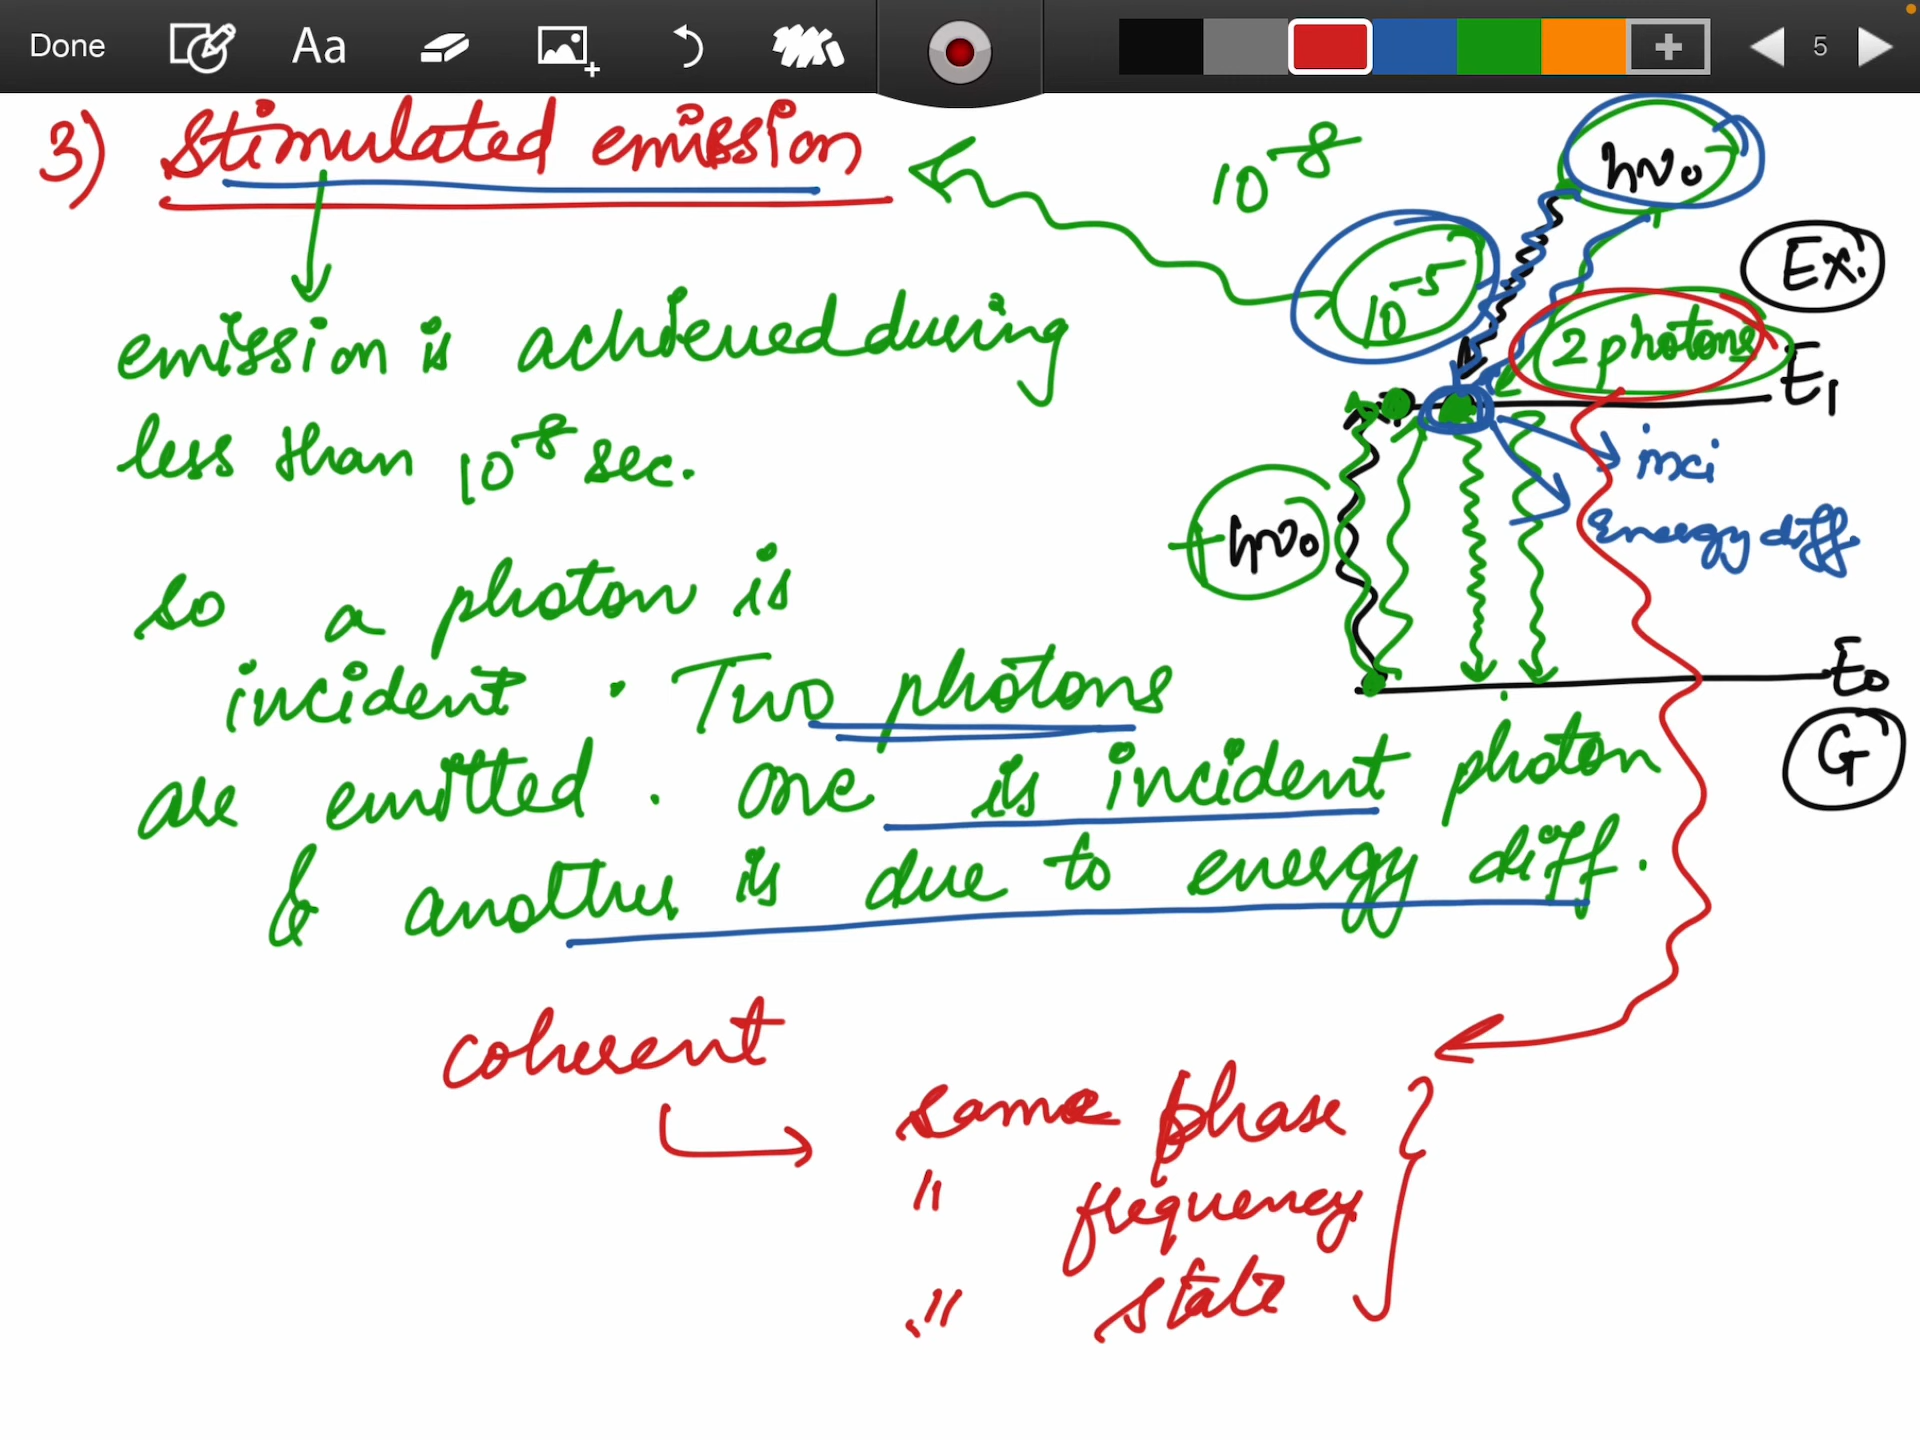 Done
Aa
5
3) Stimulated emission
10^-8
hν₀
Ex.
10^-5
2 photons
E₁
emission is achieved during
less than 10^-8 sec.
inci
energy diff.
hν₀
so a photon is
incident . Two photons
E₀
G
are emitted . one is incident photon
& another is due to energy diff.
coherent
same phase
" frequency
" state